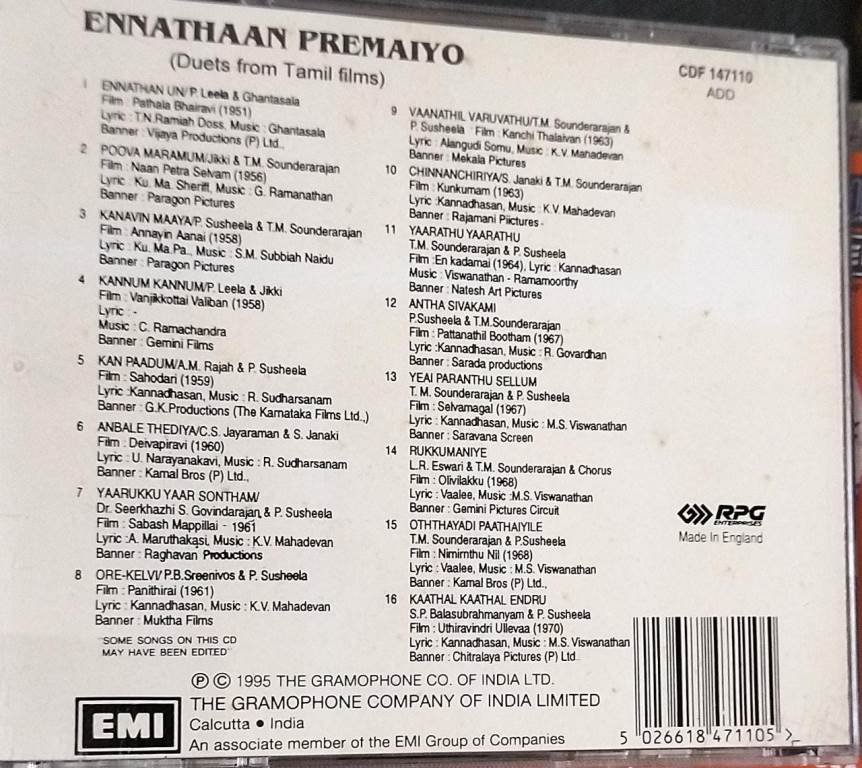 ENNATHAAN PREMAIYO
(Duets from Tamil films)
CDF 147110
ADD
1 ENNATHAN UN/P. Leela & Ghantasala
Film : Pathala Bhairavi (1951)
Lyric : T.N.Ramiah Doss, Music : Ghantasala
Banner : Vijaya Productions (P) Ltd.,
2 POOVA MARAMUM/Jikki & T.M. Sounderarajan
Film : Naan Petra Selvam (1956)
Lyric : Ku. Ma. Sheriff, Music : G. Ramanathan
Banner : Paragon Pictures
3 KANAVIN MAAYA/P. Susheela & T.M. Sounderarajan
Film : Annayin Aanai (1958)
Lyric : Ku. Ma.Pa., Music : S.M. Subbiah Naidu
Banner : Paragon Pictures
4 KANNUM KANNUM/P. Leela & Jikki
Film : Vanjikkottai Valiban (1958)
Lyric : -
Music : C. Ramachandra
Banner : Gemini Films
5 KAN PAADUM/A.M. Rajah & P. Susheela
Film : Sahodari (1959)
Lyric :Kannadhasan, Music : R. Sudharsanam
Banner : G.K.Productions (The Karnataka Films Ltd.,)
6 ANBALE THEDIYA/C.S. Jayaraman & S. Janaki
Film : Deivapiravi (1960)
Lyric : U. Narayanakavi, Music : R. Sudharsanam
Banner : Kamal Bros (P) Ltd.,
7 YAARUKKU YAAR SONTHAM/
Dr. Seerkhazhi S. Govindarajan, & P. Susheela
Film : Sabash Mappillai - 1961
Lyric :A. Maruthakasi, Music : K.V. Mahadevan
Banner : Raghavan Productions
8 ORE-KELVI/ P.B.Sreenivos & P. Susheela
Film : Panithirai (1961)
Lyric : Kannadhasan, Music : K.V. Mahadevan
Banner : Muktha Films
"SOME SONGS ON THIS CD
MAY HAVE BEEN EDITED"
9 VAANATHIL VARUVATHU/T.M. Sounderarajan &
P. Susheela Film : Kanchi Thalaivan (1963)
Lyric : Alangudi Somu, Music : K.V. Mahadevan
Banner : Mekala Pictures
10 CHINNANCHIRIYA/S. Janaki & T.M. Sounderarajan
Film : Kunkumam (1963)
Lyric :Kannadhasan, Music : K.V. Mahadevan
Banner : Rajamani Piictures
11 YAARATHU YAARATHU
T.M. Sounderarajan & P. Susheela
Film :En kadamai (1964), Lyric : Kannadhasan
Music : Viswanathan - Ramamoorthy
Banner : Natesh Art Pictures
12 ANTHA SIVAKAMI
P.Susheela & T.M.Sounderarajan
Film : Pattanathil Bootham (1967)
Lyric :Kannadhasan, Music : R. Govardhan
Banner : Sarada productions
13 YEAI PARANTHU SELLUM
T. M. Sounderarajan & P. Susheela
Film : Selvamagal (1967)
Lyric : Kannadhasan, Music : M.S. Viswanathan
Banner : Saravana Screen
14 RUKKUMANIYE
L.R. Eswari & T.M. Sounderarajan & Chorus
Film : Olivilakku (1968)
Lyric : Vaalee, Music :M.S. Viswanathan
Banner : Gemini Pictures Circuit
15 OTHTHAYADI PAATHAIYILE
T.M. Sounderarajan & P.Susheela
Film : Nimirnthu Nil (1968)
Lyric : Vaalee, Music : M.S. Viswanathan
Banner : Kamal Bros (P) Ltd.,
16 KAATHAL KAATHAL ENDRU
S.P. Balasubrahmanyam & P. Susheela
Film : Uthiravindri Ullevaa (1970)
Lyric : Kannadhasan, Music : M.S. Viswanathan
Banner : Chitralaya Pictures (P) Ltd
RPG
ENTERPRISES
Made In England
Ⓟ © 1995 THE GRAMOPHONE CO. OF INDIA LTD.
EMI
THE GRAMOPHONE COMPANY OF INDIA LIMITED
Calcutta • India
An associate member of the EMI Group of Companies
5 026618 471105 >